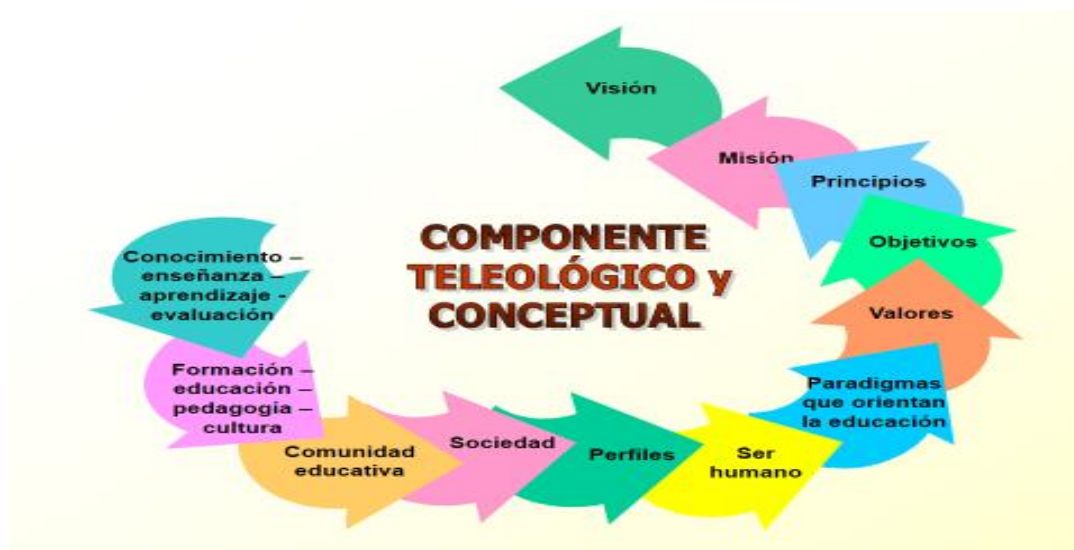 Visión
Misión
Principios
COMPONENTE
TELEOLÓGICO y
CONCEPTUAL
Objetivos
Valores
Paradigmas
que orientan
la educación
Ser
humano
Perfiles
Sociedad
Comunidad
educativa
Formación –
educación –
pedagogía –
cultura
Conocimiento –
enseñanza –
aprendizaje -
evaluación